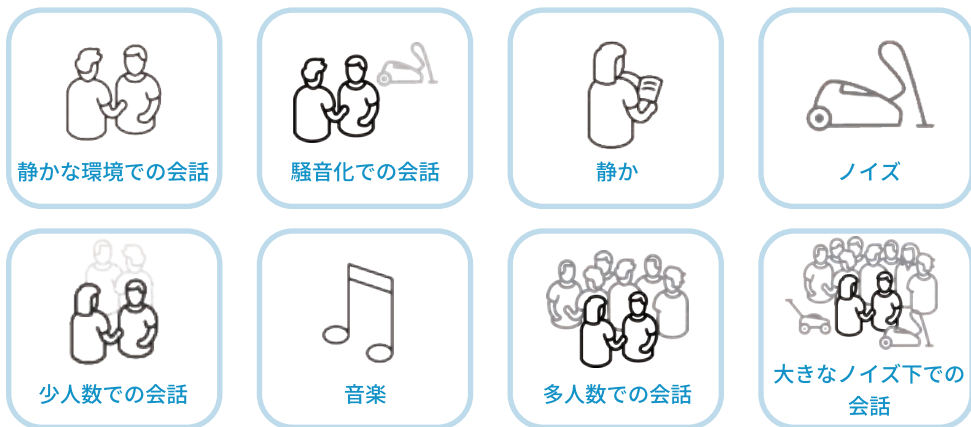 静かな環境での会話
騒音化での会話
静か
ノイズ
少人数での会話
音楽
多人数での会話
大きなノイズ下での
会話